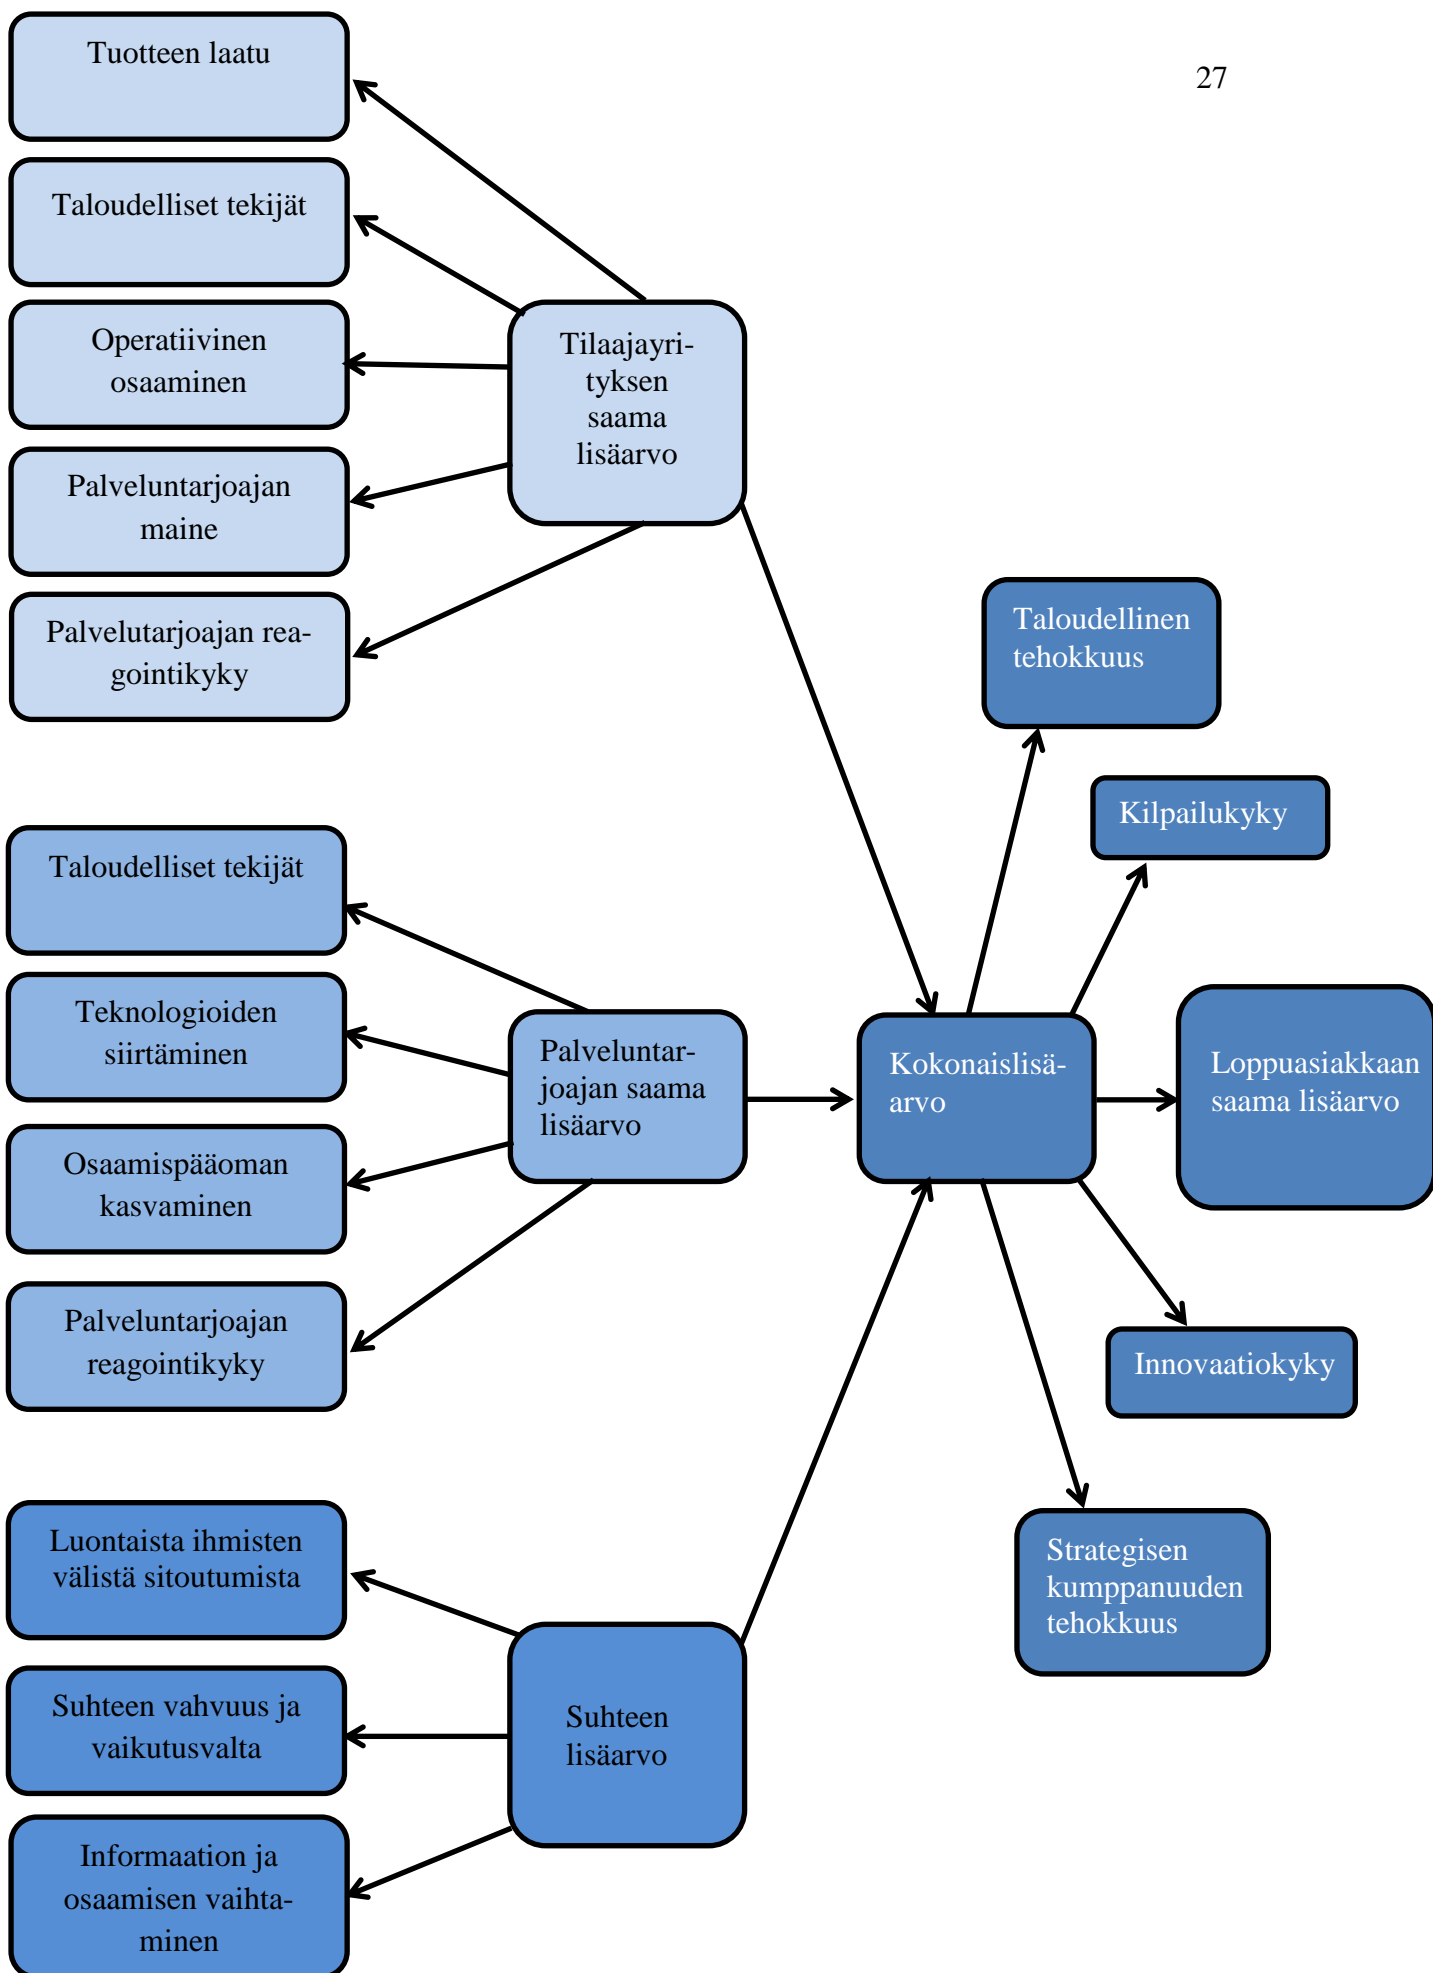 27
Tuotteen laatu
Taloudelliset tekijät
Operatiivinen
osaaminen
Palveluntarjoajan
maine
Palvelutarjoajan rea-
gointikyky
Tilaajayri-
tyksen
saama
lisäarvo
Taloudelliset tekijät
Teknologioiden
siirtäminen
Osaamispääoman
kasvaminen
Palveluntarjoajan
reagointikyky
Palveluntar-
joajan saama
lisäarvo
Luontaista ihmisten
välistä sitoutumista
Suhteen vahvuus ja
vaikutusvalta
Informaation ja
osaamisen vaihta-
minen
Suhteen
lisäarvo
Kokonaislisä-
arvo
Taloudellinen
tehokkuus
Kilpailukyky
Loppuasiakkaan
saama lisäarvo
Innovaatiokyky
Strategisen
kumppanuuden
tehokkuus